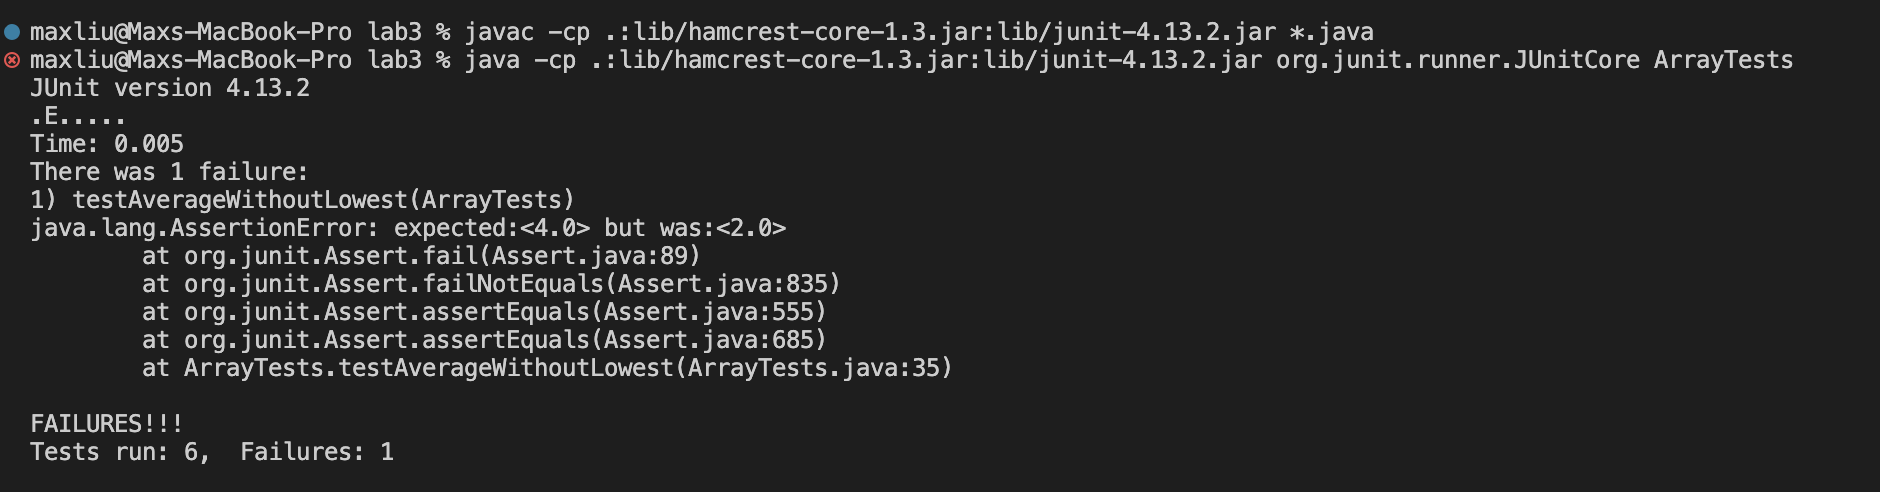 maxliu@Maxs-MacBook-Pro lab3 % javac -cp .:lib/hamcrest-core-1.3.jar:lib/junit-4.13.2.jar *.java
maxliu@Maxs-MacBook-Pro lab3 % java -cp .:lib/hamcrest-core-1.3.jar:lib/junit-4.13.2.jar org.junit.runner.JUnitCore ArrayTests
JUnit version 4.13.2
.E.....
Time: 0.005
There was 1 failure:
1) testAverageWithoutLowest(ArrayTests)
java.lang.AssertionError: expected:<4.0> but was:<2.0>
        at org.junit.Assert.fail(Assert.java:89)
        at org.junit.Assert.failNotEquals(Assert.java:835)
        at org.junit.Assert.assertEquals(Assert.java:555)
        at org.junit.Assert.assertEquals(Assert.java:685)
        at ArrayTests.testAverageWithoutLowest(ArrayTests.java:35)
FAILURES!!!
Tests run: 6,  Failures: 1